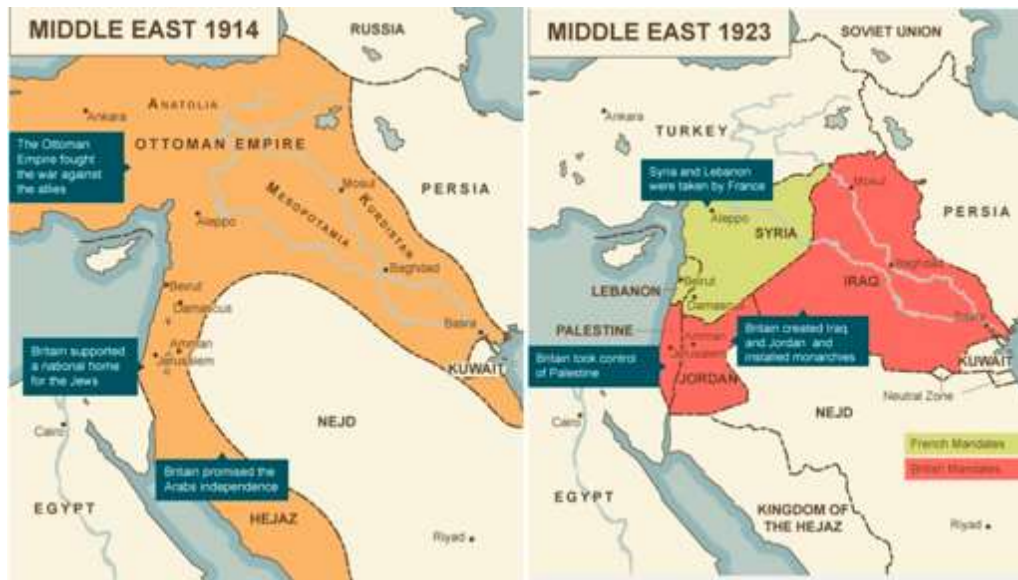 MIDDLE EAST 1914
RUSSIA
ANATOLIA
Ankara
OTTOMAN EMPIRE
The Ottoman
Empire fought
the war against
the allies
PERSIA
Mosul
KURDISTAN
MESOPOTAMIA
Aleppo
Baghdad
Beirut
Damascus
Basra
Amman
Jerusalem
KUWAIT
Britain supported
a national home
for the Jews
NEJD
Cairo
Britain promised the
Arabs independence
EGYPT
HEJAZ
Riyad
MIDDLE EAST 1923
SOVIET UNION
Ankara
TURKEY
Syria and Lebanon
were taken by France
Mosul
PERSIA
Aleppo
SYRIA
Baghdad
IRAQ
Beirut
LEBANON
Damascus
Basra
PALESTINE
Amman
Britain created Iraq
and Jordan and
installed monarchies
Jerusalem
Britain took control
of Palestine
KUWAIT
JORDAN
Neutral Zone
NEJD
Cairo
French Mandates
British Mandates
EGYPT
KINGDOM OF
THE HEJAZ
Riyad